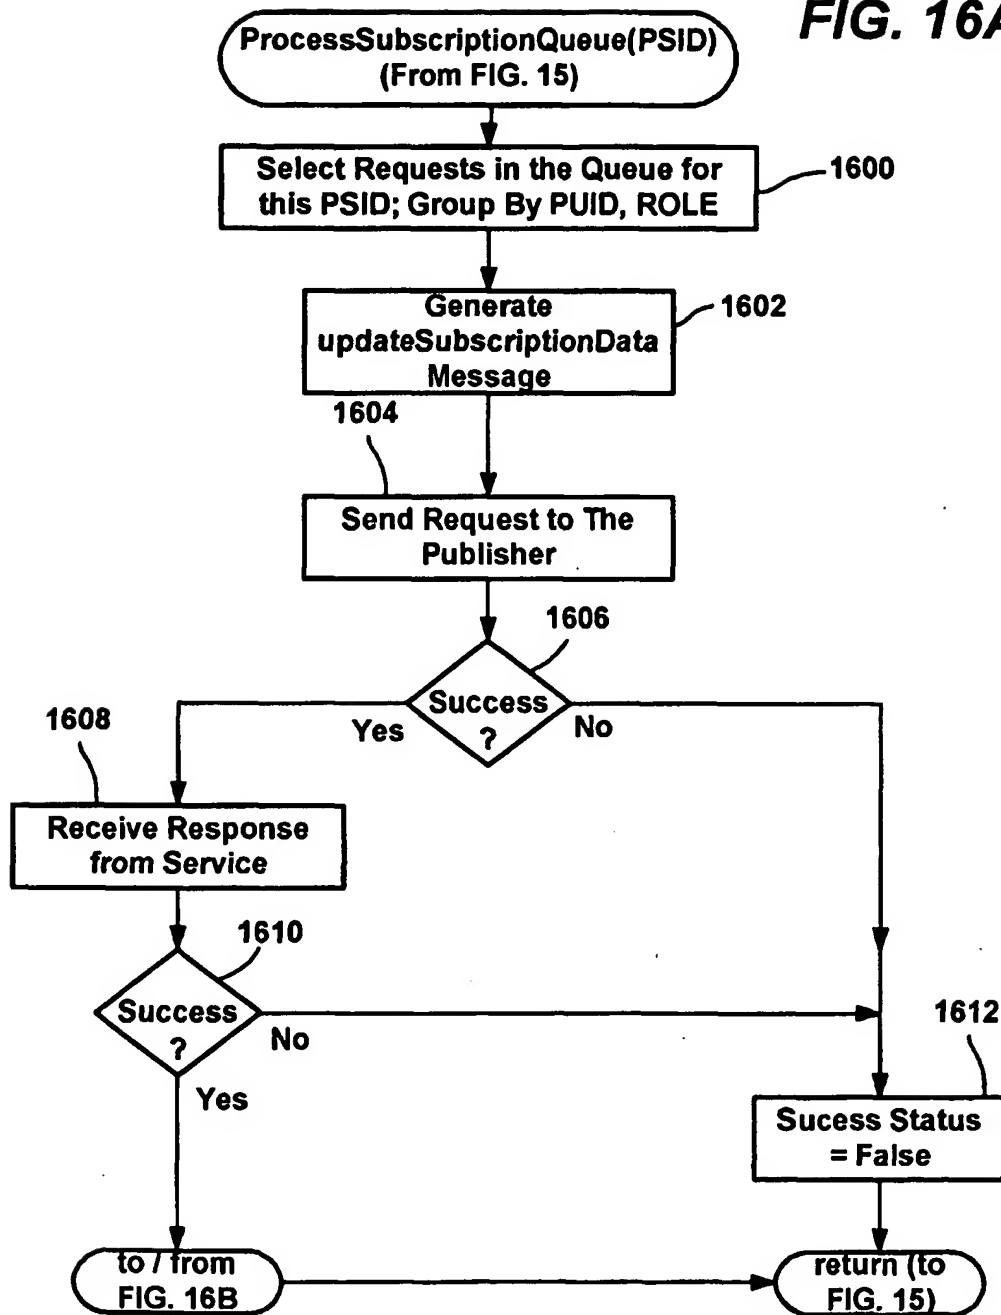 FIG. 16A
ProcessSubscriptionQueue(PSID)
(From FIG. 15)
Select Requests in the Queue for
this PSID; Group By PUID, ROLE
1600
Generate
updateSubscriptionData
Message
1602
1604
Send Request to The
Publisher
1606
Success
?
Yes
No
1608
Receive Response
from Service
1610
Success
?
No
Yes
1612
Sucess Status
= False
to / from
FIG. 16B
return (to
FIG. 15)